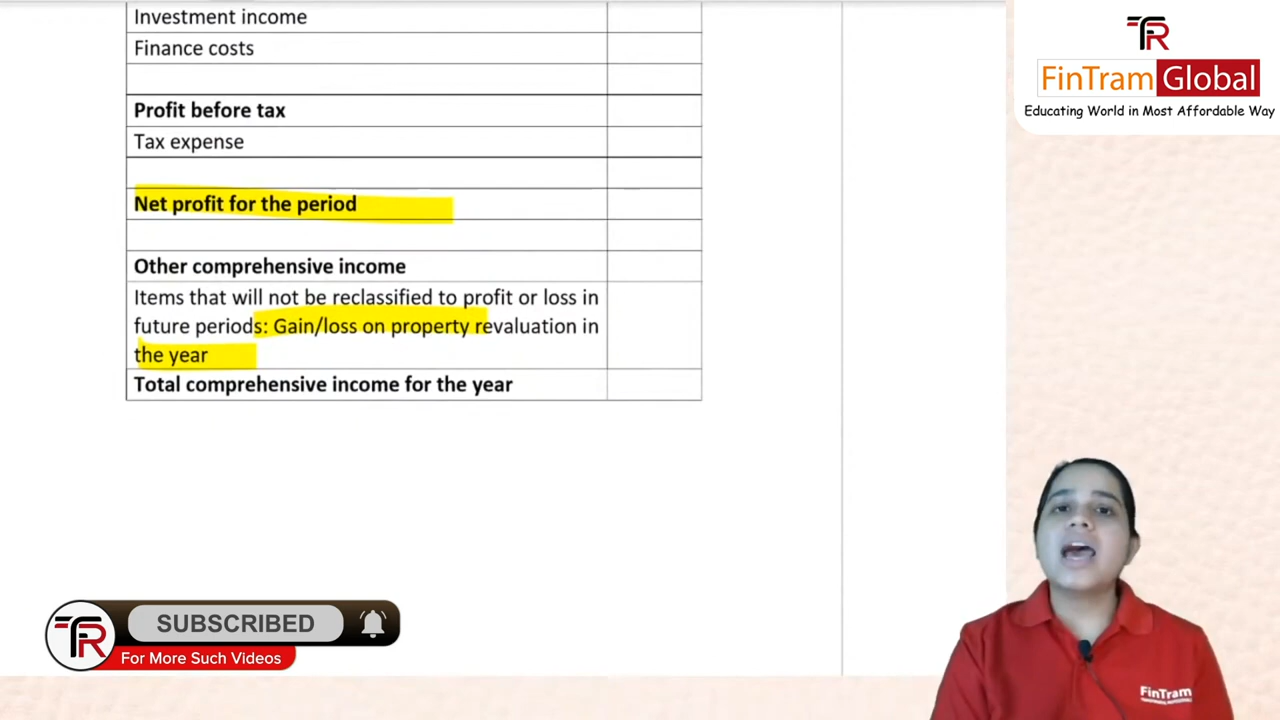 Investment income
Finance costs
Profit before tax
Tax expense
Net profit for the period
Other comprehensive income
Items that will not be reclassified to profit or loss in
future periods: Gain/loss on property revaluation in
the year
Total comprehensive income for the year
TR
FinTram Global
Educating World in Most Affordable Way
TR
SUBSCRIBED
For More Such Videos
FinTram